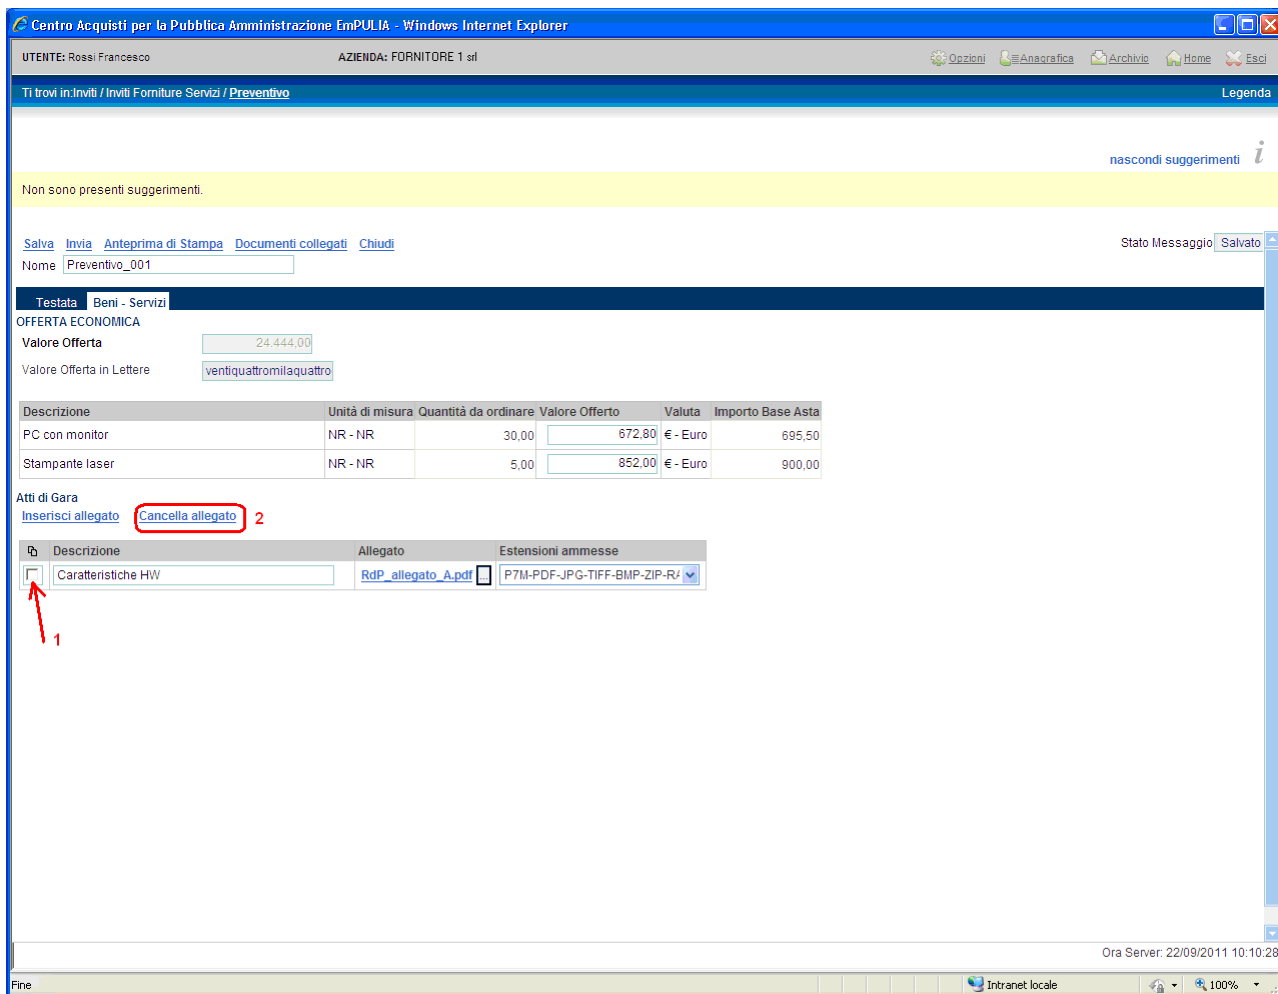 Centro Acquisti per la Pubblica Amministrazione EmPULIA - Windows Internet Explorer
UTENTE: Rossi Francesco AZIENDA: FORNITORE 1 srl Opzioni Anagrafica Archivio Home Esci
Ti trovi in:Inviti / Inviti Forniture Servizi / Preventivo Legenda
nascondi suggerimenti i
Non sono presenti suggerimenti.
Salva Invia Anteprima di Stampa Documenti collegati Chiudi Stato Messaggio Salvato
Nome Preventivo_001
Testata Beni - Servizi
OFFERTA ECONOMICA
Valore Offerta 24.444,00
Valore Offerta in Lettere ventiquattromilaquattro
Descrizione Unità di misura Quantità da ordinare Valore Offerto Valuta Importo Base Asta
PC con monitor NR - NR 30,00 672,80 € - Euro 695,50
Stampante laser NR - NR 5,00 852,00 € - Euro 900,00
Atti di Gara
Inserisci allegato Cancella allegato 2
Descrizione Allegato Estensioni ammesse
Caratteristiche HW RdP_allegato_A.pdf ... P7M-PDF-JPG-TIFF-BMP-ZIP-RA
1
Ora Server: 22/09/2011 10:10:28
Fine Intranet locale 100%